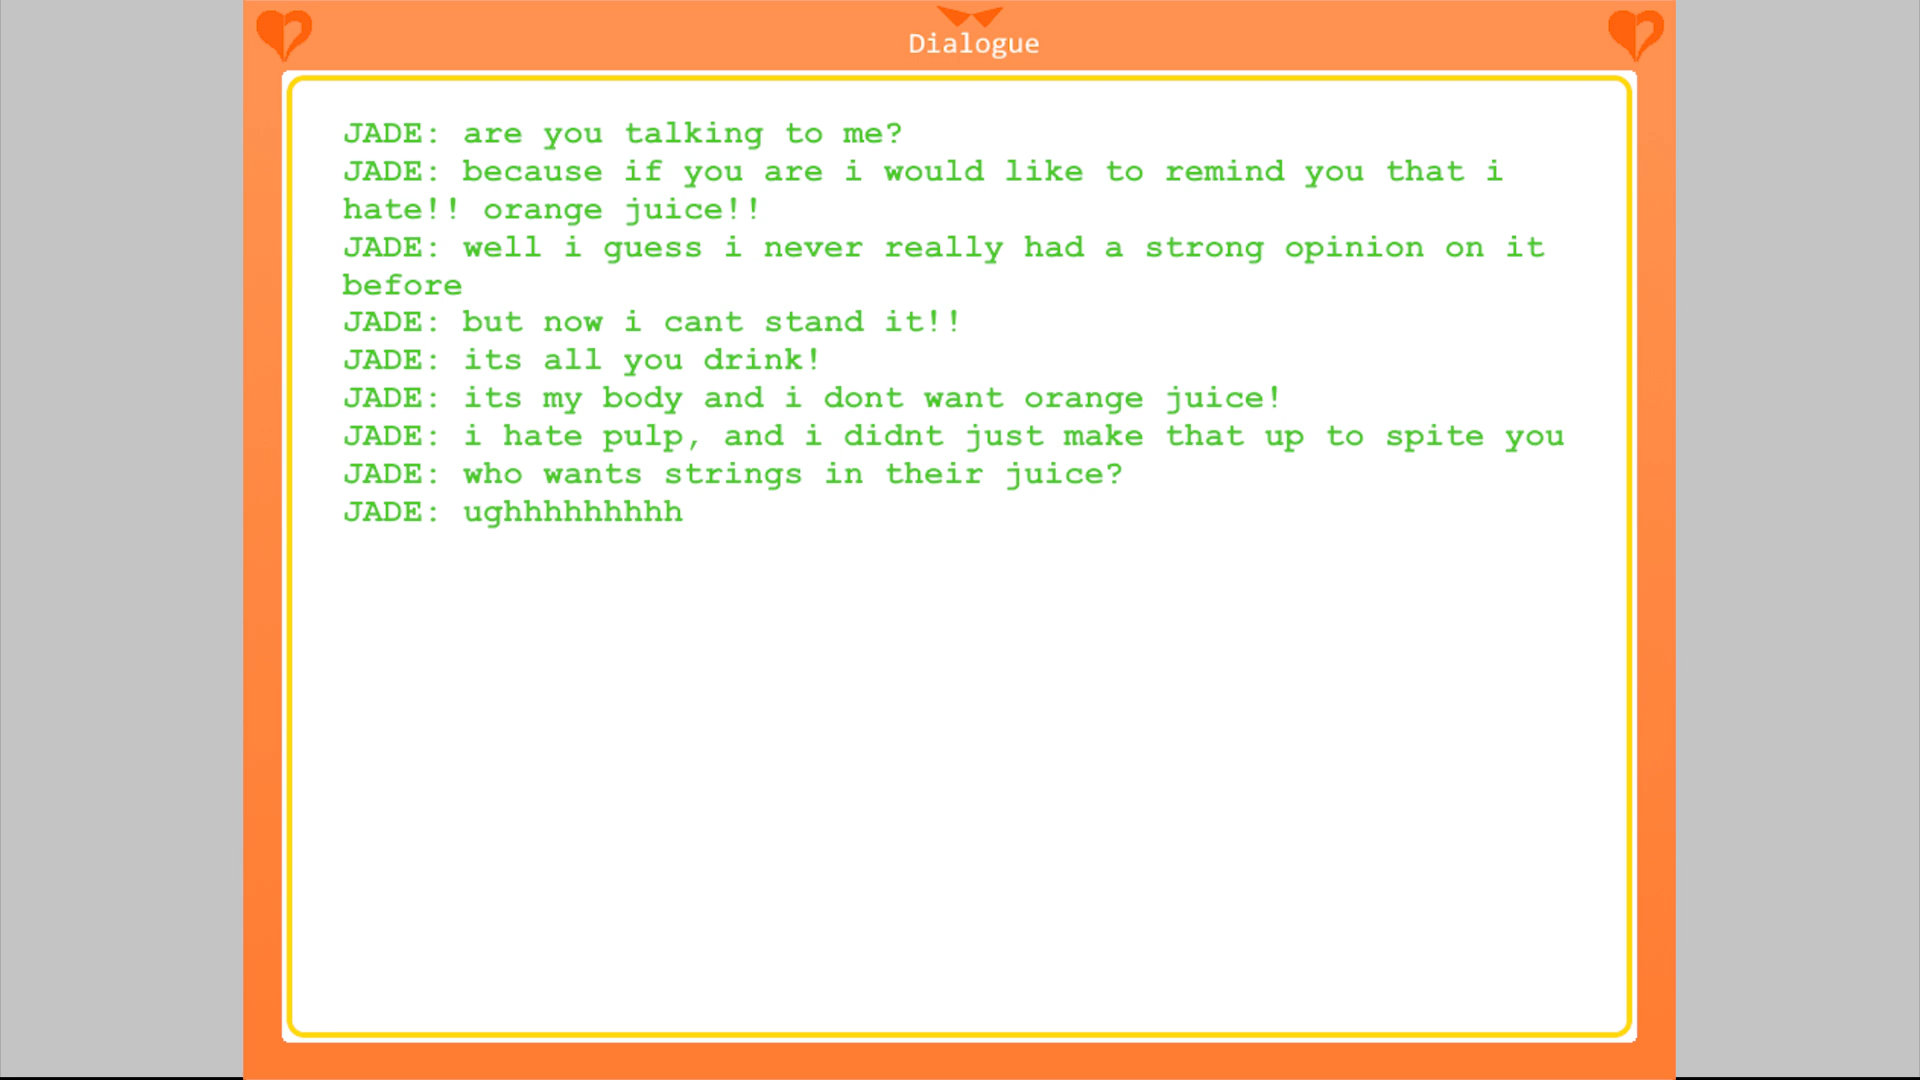 Dialogue
JADE: are you talking to me?
JADE: because if you are i would like to remind you that i
hate!! orange juice!!
JADE: well i guess i never really had a strong opinion on it
before
JADE: but now i cant stand it!!
JADE: its all you drink!
JADE: its my body and i dont want orange juice!
JADE: i hate pulp, and i didnt just make that up to spite you
JADE: who wants strings in their juice?
JADE: ughhhhhhhhh